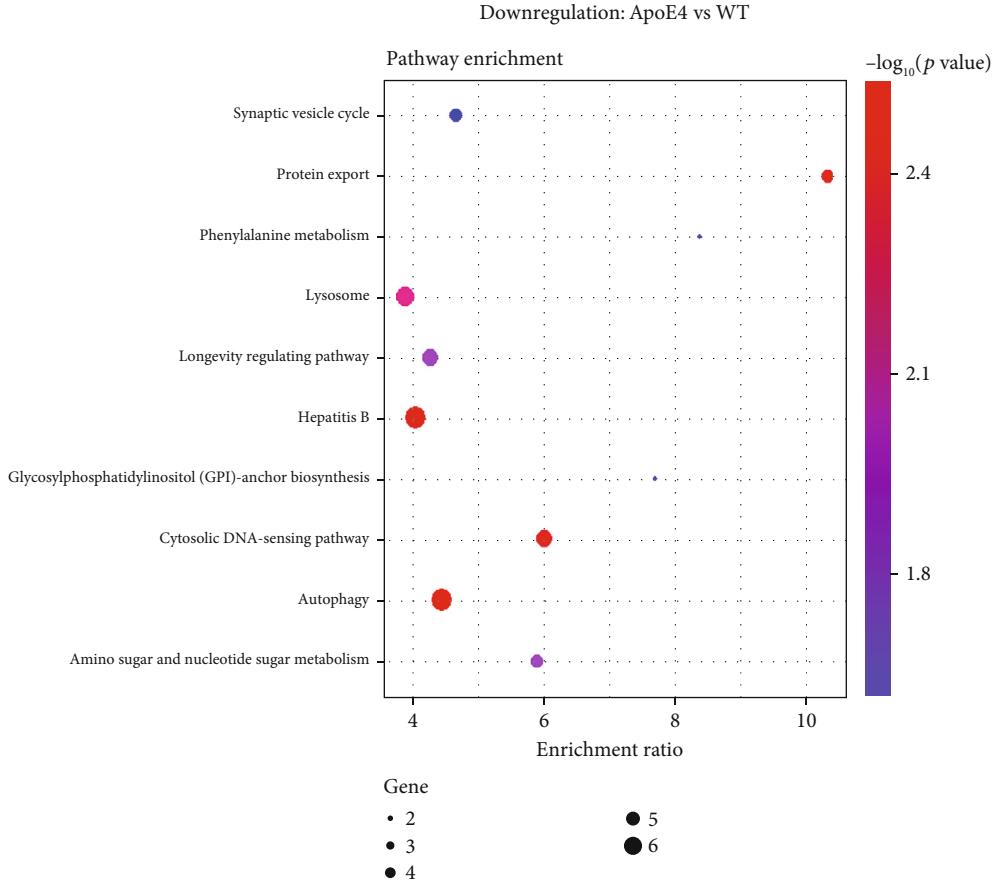 Downregulation: ApoE4 vs WT
Pathway enrichment
–log10(p value)
Synaptic vesicle cycle
Protein export
Phenylalanine metabolism
Lysosome
Longevity regulating pathway
Hepatitis B
Glycosylphosphatidylinositol (GPI)-anchor biosynthesis
Cytosolic DNA-sensing pathway
Autophagy
Amino sugar and nucleotide sugar metabolism
2.4
2.1
1.8
4 6 8 10
Enrichment ratio
Gene
2 5
3 6
4